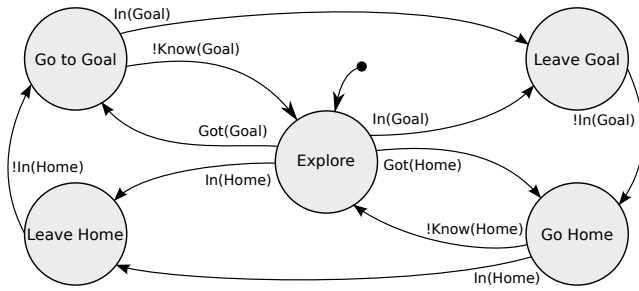 In(Goal)
Go to Goal
!Know(Goal)
Leave Goal
In(Goal)
!In(Goal)
Got(Goal)
Explore
Got(Home)
!In(Home)
In(Home)
Leave Home
!Know(Home)
Go Home
In(Home)